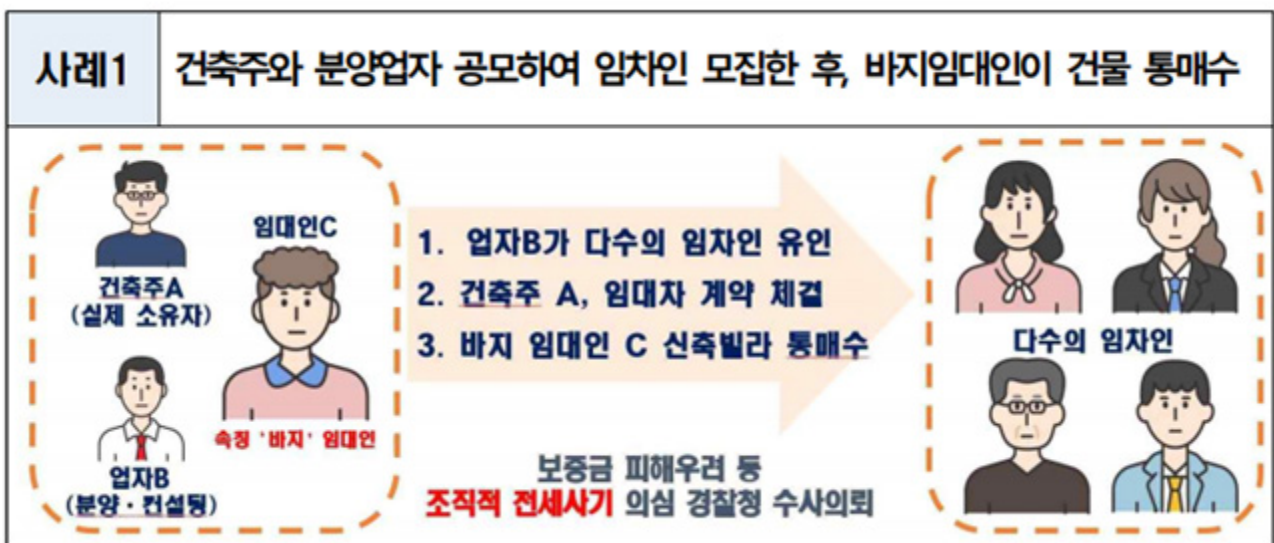 사례1
건축주와 분양업자 공모하여 임차인 모집한 후, 바지임대인이 건물 통매수
건축주A
(실제 소유자)
임대인C
속칭 '바지' 임대인
업자B
(분양·컨설팅)
1. 업자B가 다수의 임차인 유인
2. 건축주 A, 임대차 계약 체결
3. 바지 임대인 C 신축빌라 통매수
보증금 피해우려 등
조직적 전세사기 의심 경찰청 수사의뢰
다수의 임차인